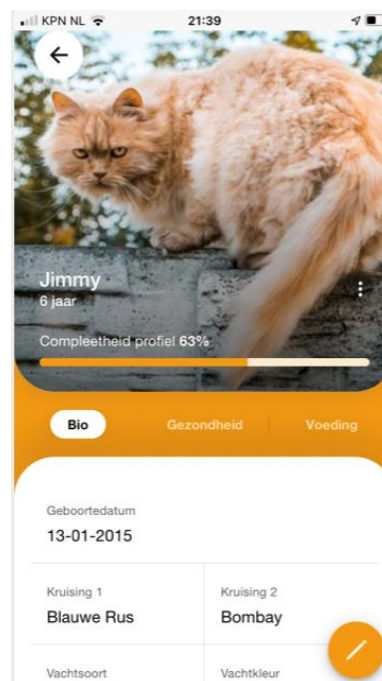 KPN NL 21:39
Jimmy
6 jaar
Compleetheid profiel 63%
Bio Gezondheid Voeding
Geboortedatum
13-01-2015
Kruising 1 Kruising 2
Blauwe Rus Bombay
Vachtsoort Vachtkleur